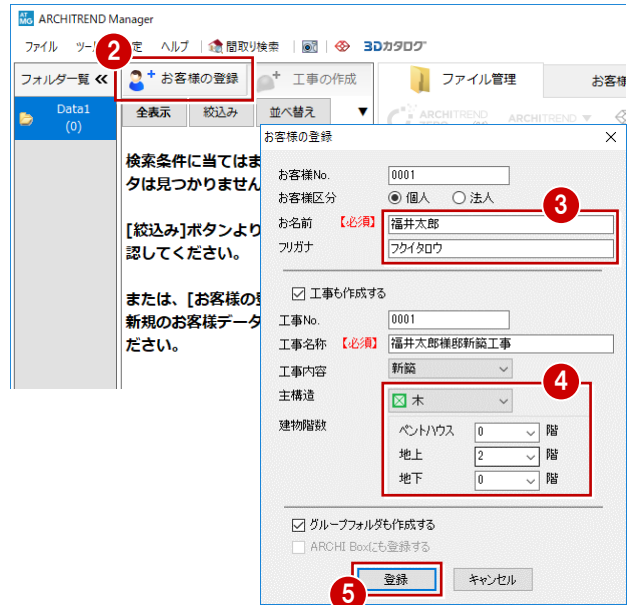 ARCHITREND Manager
ファイル ツー 定 ヘルプ 間取り検索 3Dカタログ
2
フォルダ一覧 お客様の登録 工事の作成 ファイル管理 お客様
Data1
(0)
全表示 絞込み 並べ替え ▼ ARCHITREND ARCHITREND ▼
検索条件に当てはま
タは見つかりません
[絞込み]ボタンより
認してください。
または、[お客様の
新規のお客様データ
ださい。
お客様の登録
お客様No. 0001
お客様区分 個人 法人
3
お名前 【必須】 福井太郎
フリガナ フクイタロウ
工事も作成する
工事No. 0001
工事名称 【必須】 福井太郎様邸新築工事
工事内容 新築
4
主構造 木
建物階数 ペントハウス 0 階
地上 2 階
地下 0 階
グループフォルダも作成する
ARCHI Boxにも登録する
5
登録 キャンセル